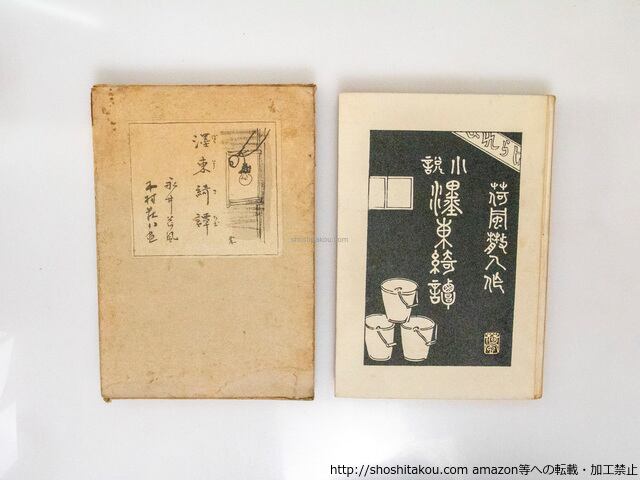 濹東綺譚
永井荷風
木村荘八画
荷風散人作
小説
濹東綺譚
shoshitakou.com
http://shoshitakou.com amazon等への転載・加工禁止